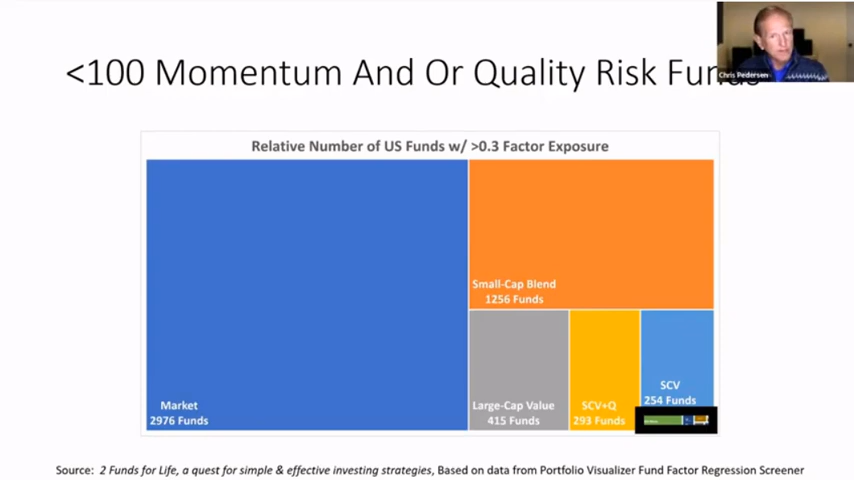 <100 Momentum And Or Quality Risk Funds
Chris Pedersen
Relative Number of US Funds w/ >0.3 Factor Exposure
Small-Cap Blend
1256 Funds
Market
2976 Funds
Large-Cap Value
415 Funds
SCV+Q
293 Funds
SCV
254 Funds
Source: 2 Funds for Life, a quest for simple & effective investing strategies, Based on data from Portfolio Visualizer Fund Factor Regression Screener